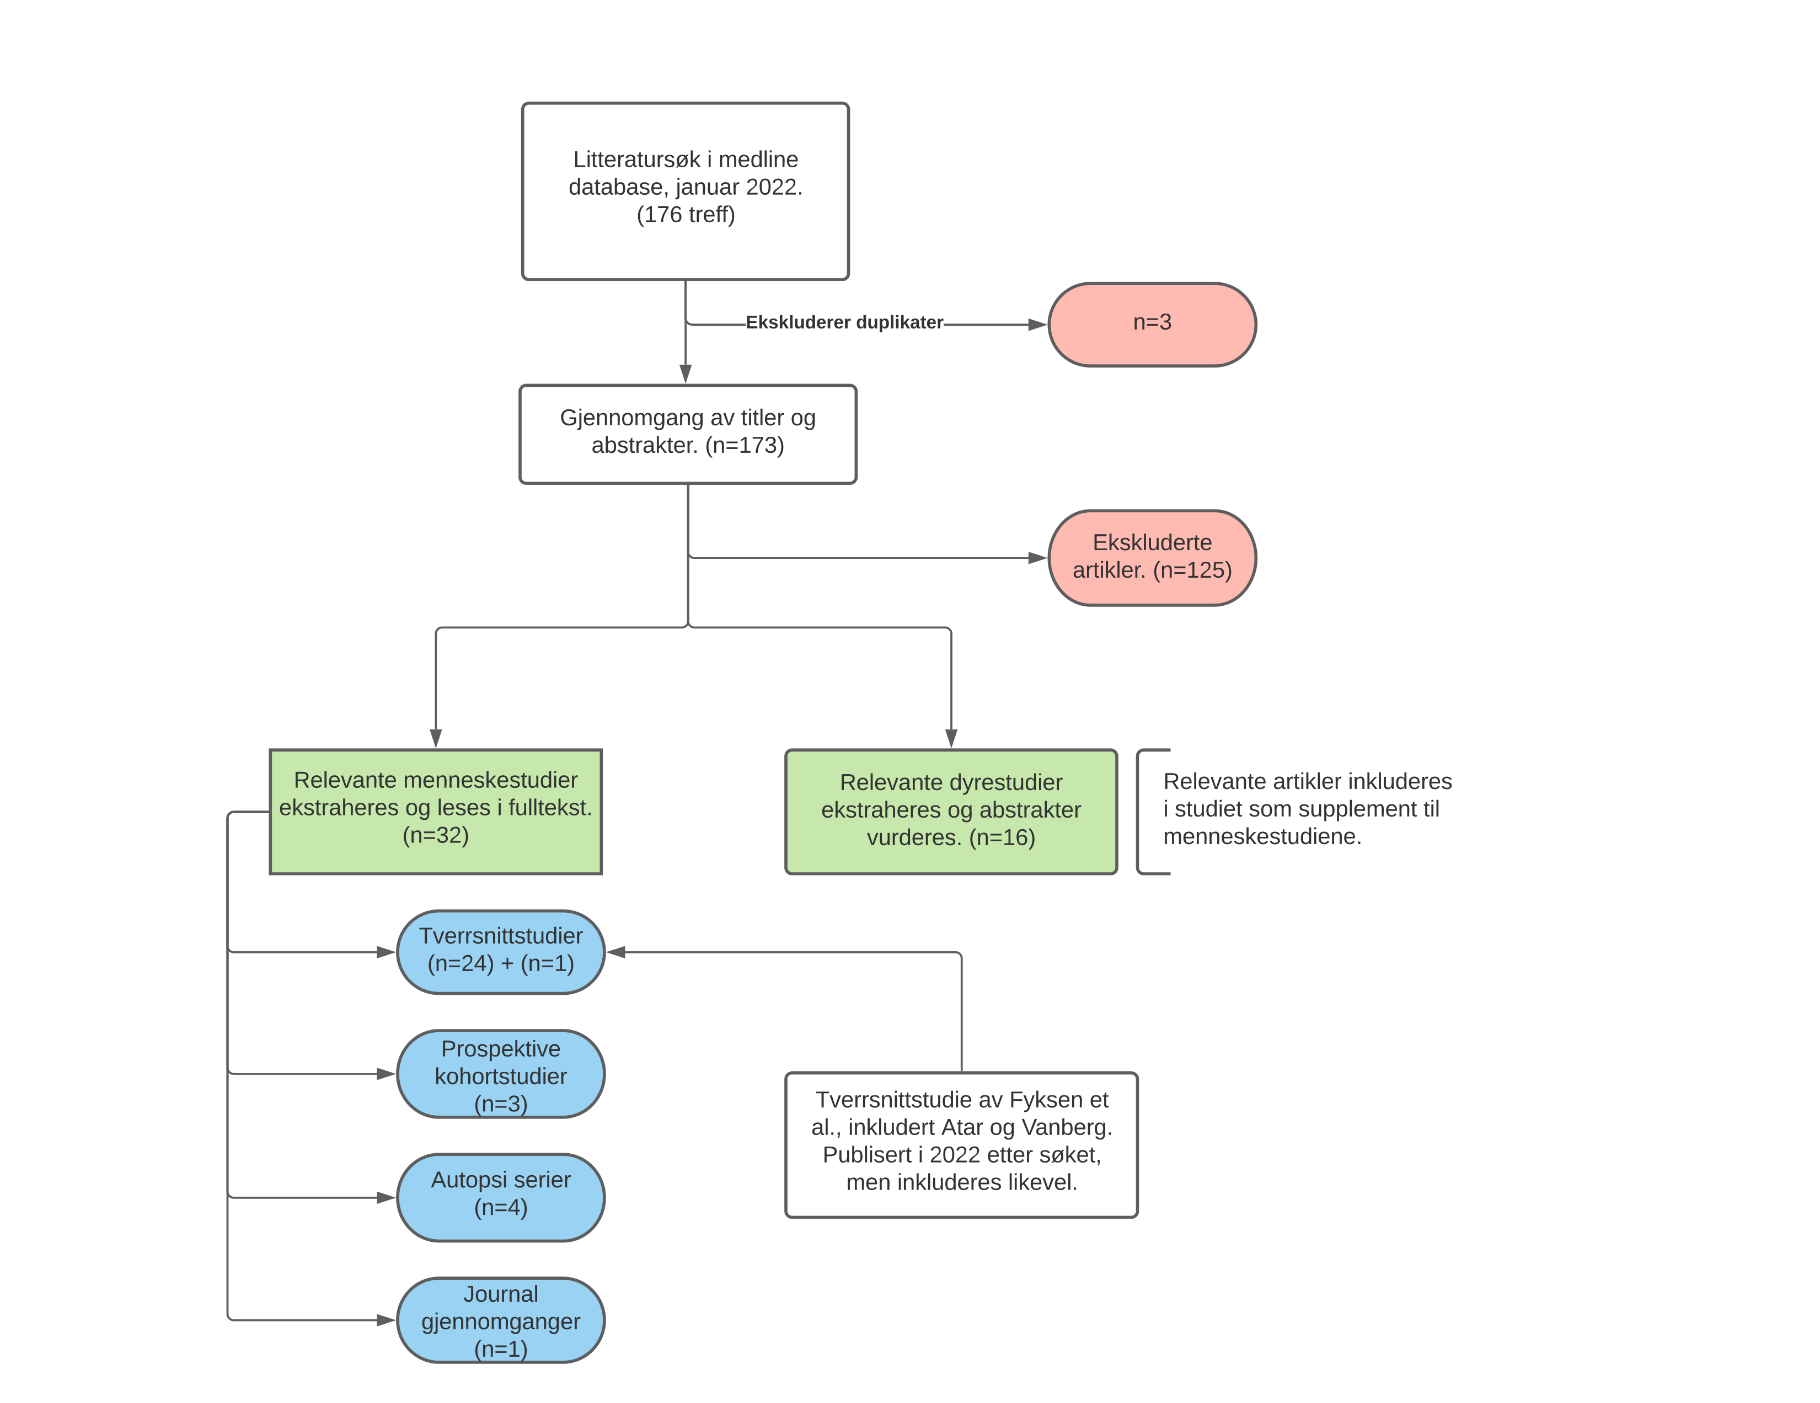 Litteratursøk i medline
database, januar 2022.
(176 treff)
Ekskluderer duplikater
n=3
Gjennomgang av titler og
abstrakter. (n=173)
Ekskluderte
artikler. (n=125)
Relevante menneskestudier
ekstraheres og leses i fulltekst.
(n=32)
Relevante dyrestudier
ekstraheres og abstrakter
vurderes. (n=16)
Relevante artikler inkluderes
i studiet som supplement til
menneskestudiene.
Tverrsnittstudier
(n=24) + (n=1)
Prospektive
kohortstudier
(n=3)
Tverrsnittstudie av Fyksen et
al., inkludert Atar og Vanberg.
Publisert i 2022 etter søket,
men inkluderes likevel.
Autopsi serier
(n=4)
Journal
gjennomganger
(n=1)